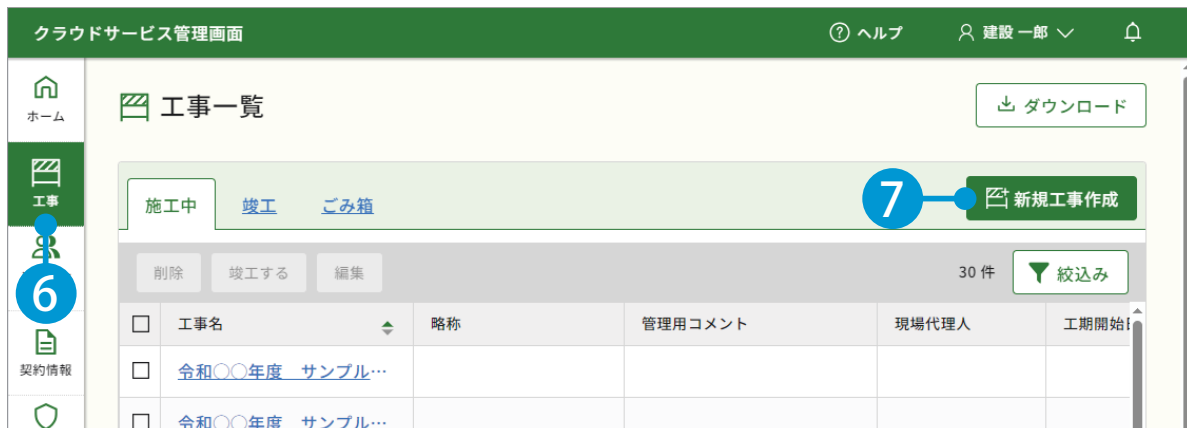 クラウドサービス管理画面
ヘルプ
建設 一郎
ホーム
工事一覧
ダウンロード
工事
施工中
竣工
ごみ箱
7
新規工事作成
6
削除
竣工する
編集
30 件
絞込み
工事名
略称
管理用コメント
現場代理人
工期開始
契約情報
令和○○年度 サンプル…
令和○○年度 サンプル…